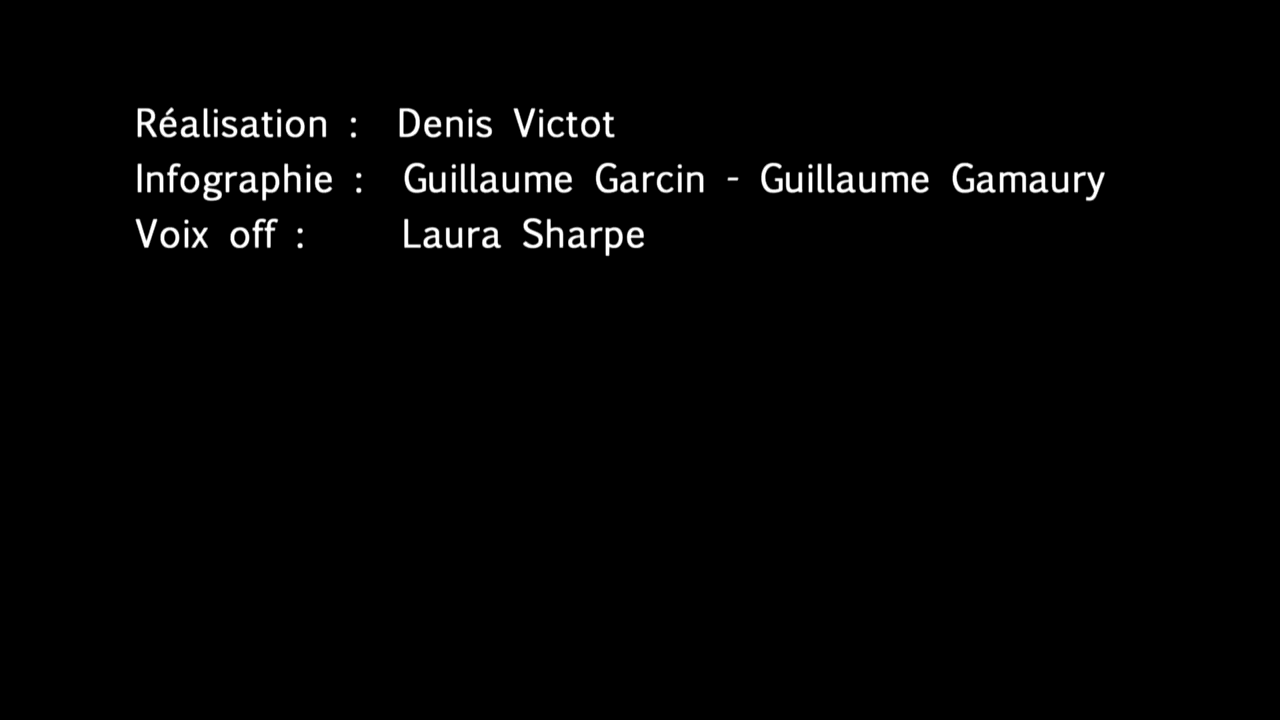 Réalisation : Denis Victot
Infographie : Guillaume Garcin - Guillaume Gamaury
Voix off : Laura Sharpe